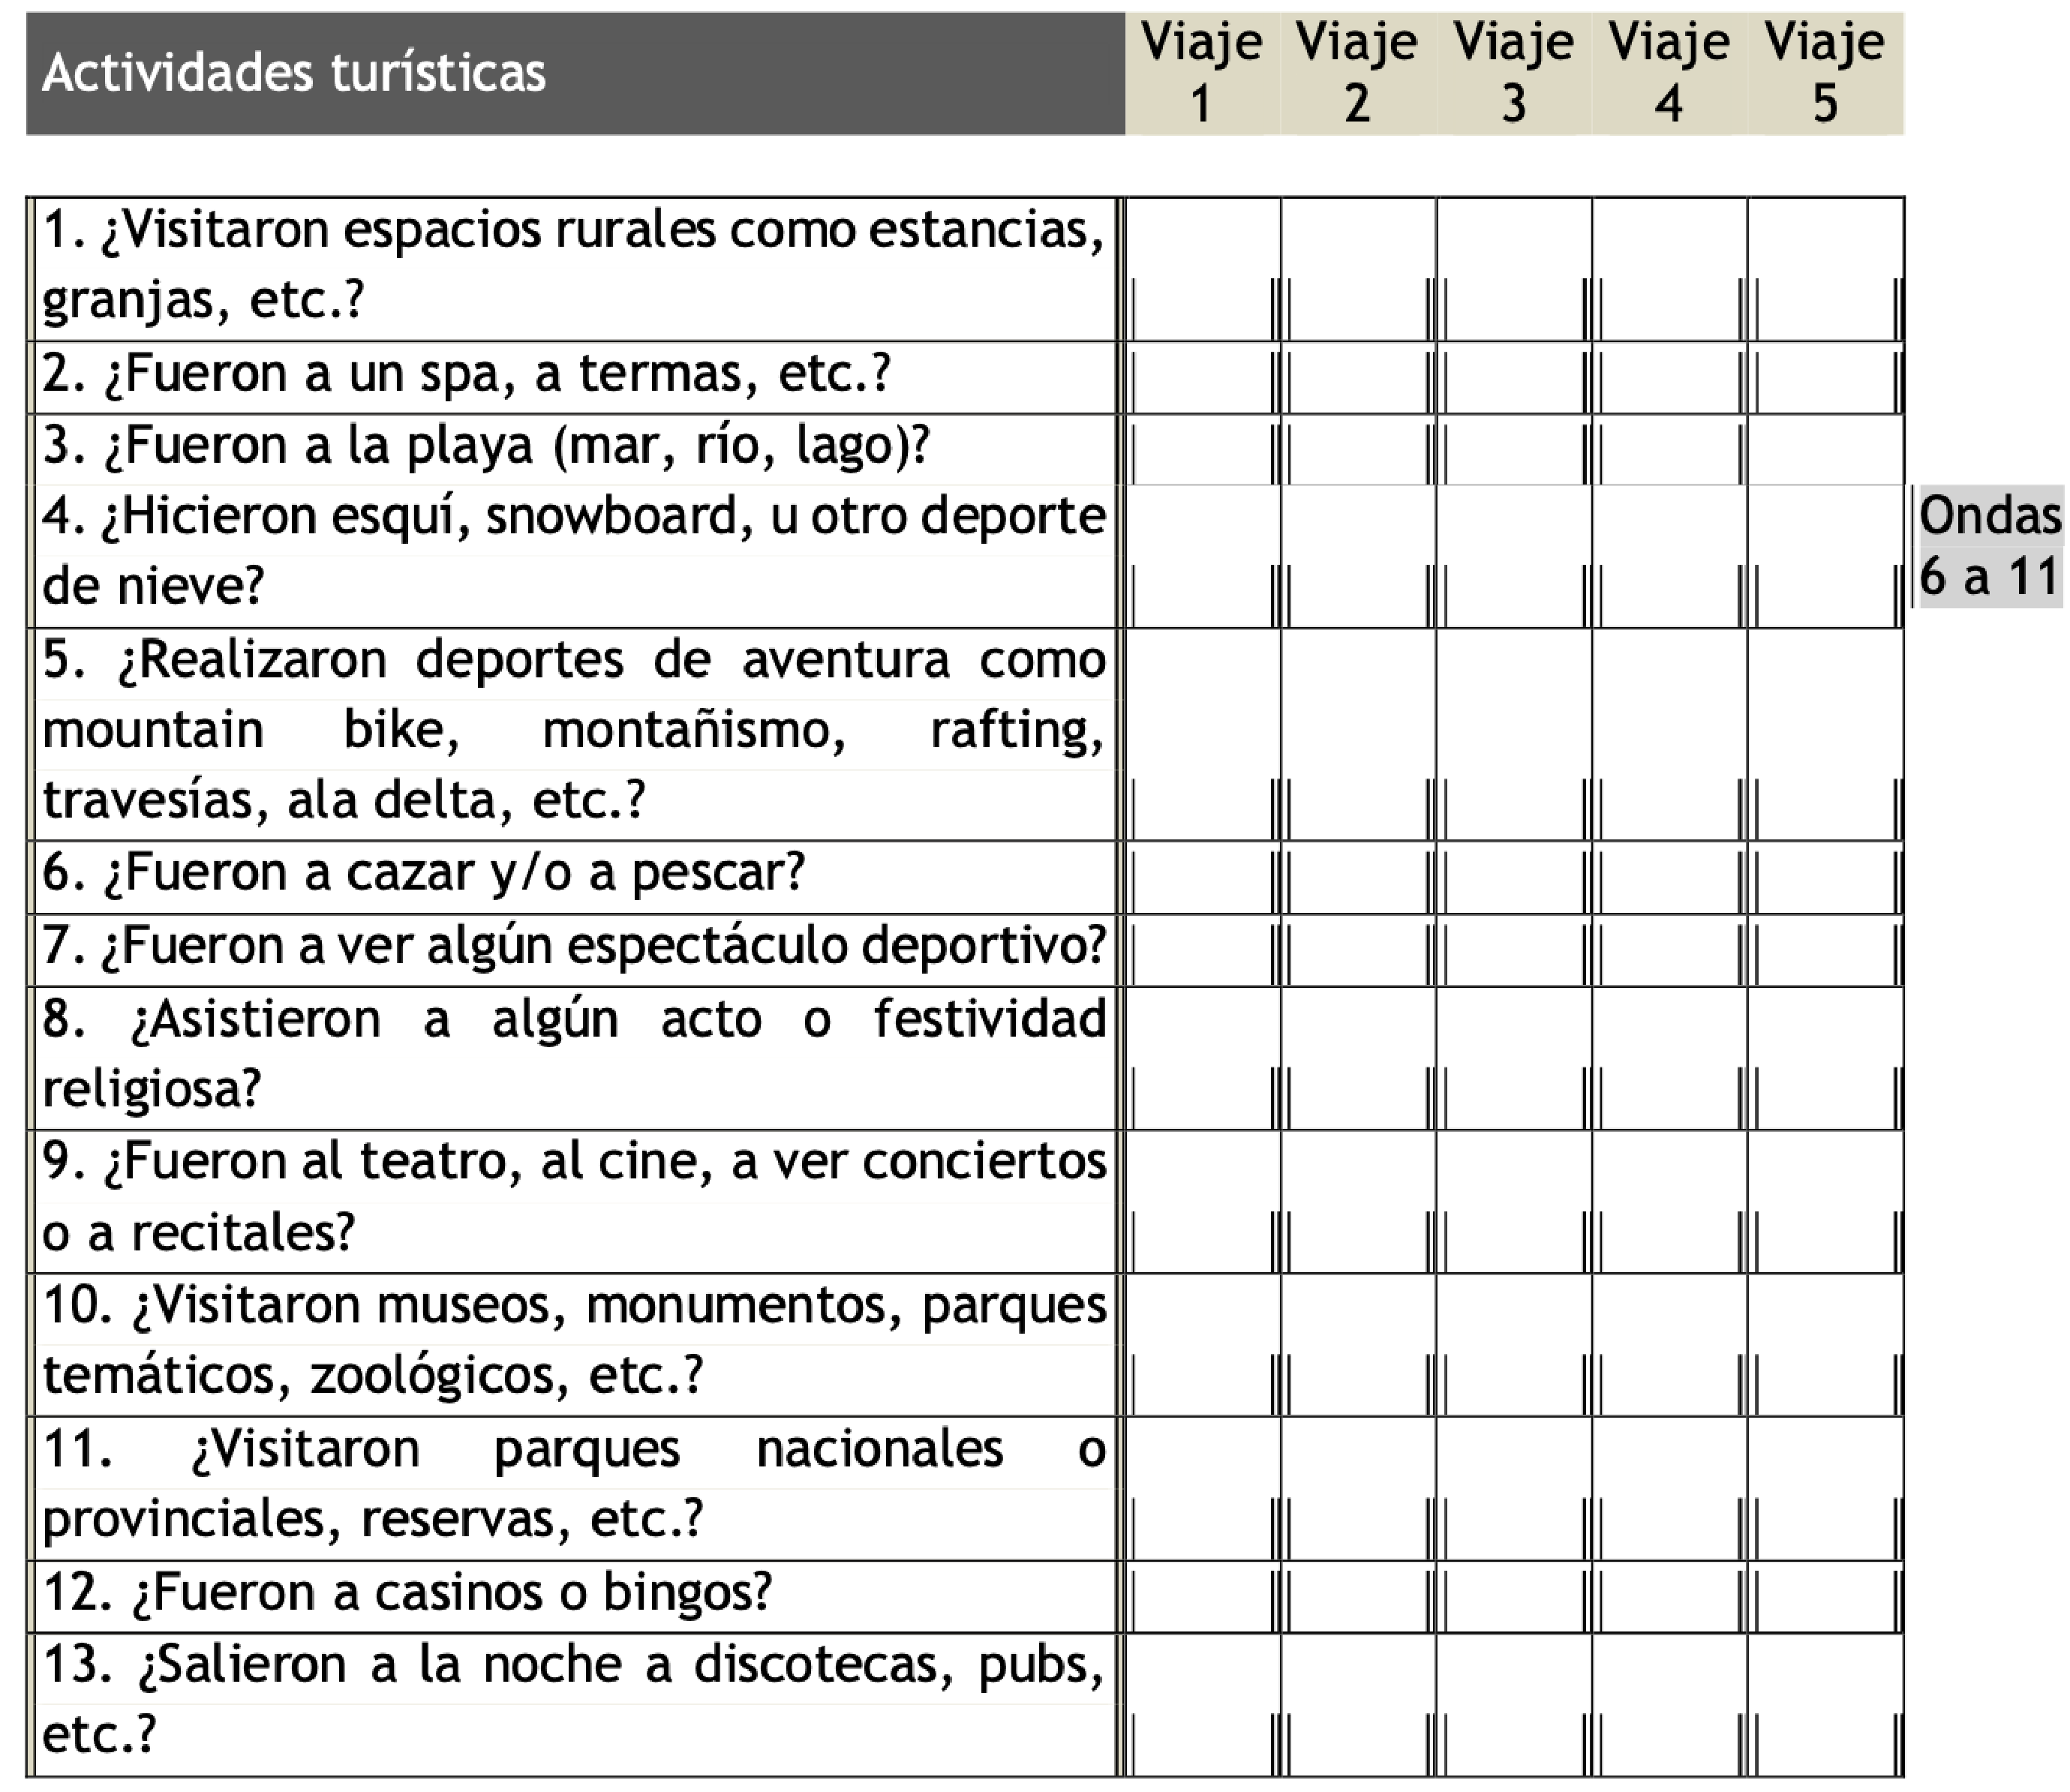 Actividades turísticas
Viaje 1
Viaje 2
Viaje 3
Viaje 4
Viaje 5
1. ¿Visitaron espacios rurales como estancias,
granjas, etc.?
2. ¿Fueron a un spa, a termas, etc.?
3. ¿Fueron a la playa (mar, río, lago)?
4. ¿Hicieron esquí, snowboard, u otro deporte
de nieve?
Ondas
6 a 11
5. ¿Realizaron deportes de aventura como
mountain bike, montañismo, rafting,
travesías, ala delta, etc.?
6. ¿Fueron a cazar y/o a pescar?
7. ¿Fueron a ver algún espectáculo deportivo?
8. ¿Asistieron a algún acto o festividad
religiosa?
9. ¿Fueron al teatro, al cine, a ver conciertos
o a recitales?
10. ¿Visitaron museos, monumentos, parques
temáticos, zoológicos, etc.?
11. ¿Visitaron parques nacionales o
provinciales, reservas, etc.?
12. ¿Fueron a casinos o bingos?
13. ¿Salieron a la noche a discotecas, pubs,
etc.?